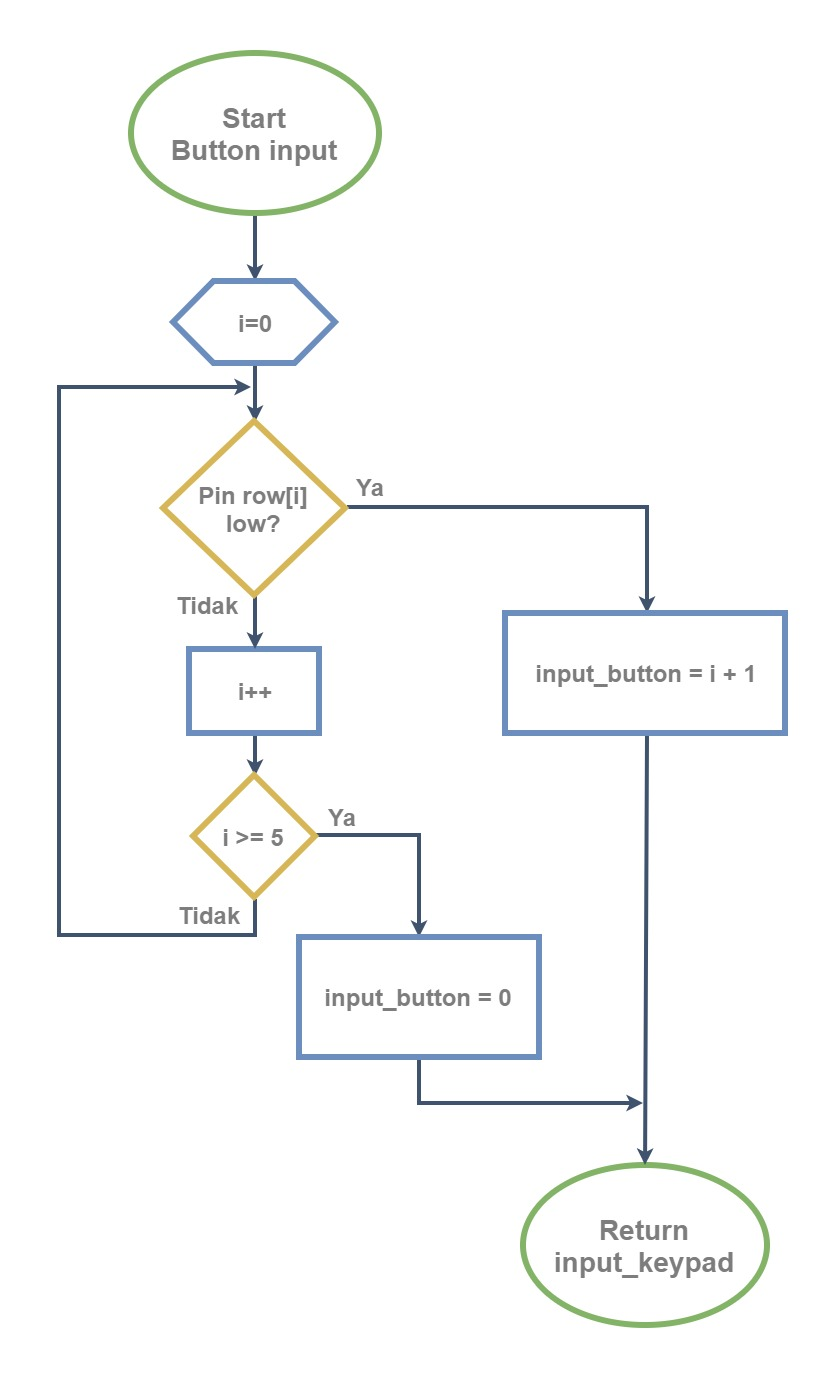 Start
Button input
i=0
Pin row[i]
low?
Ya
Tidak
i++
input_button = i + 1
i >= 5
Ya
Tidak
input_button = 0
Return
input_keypad